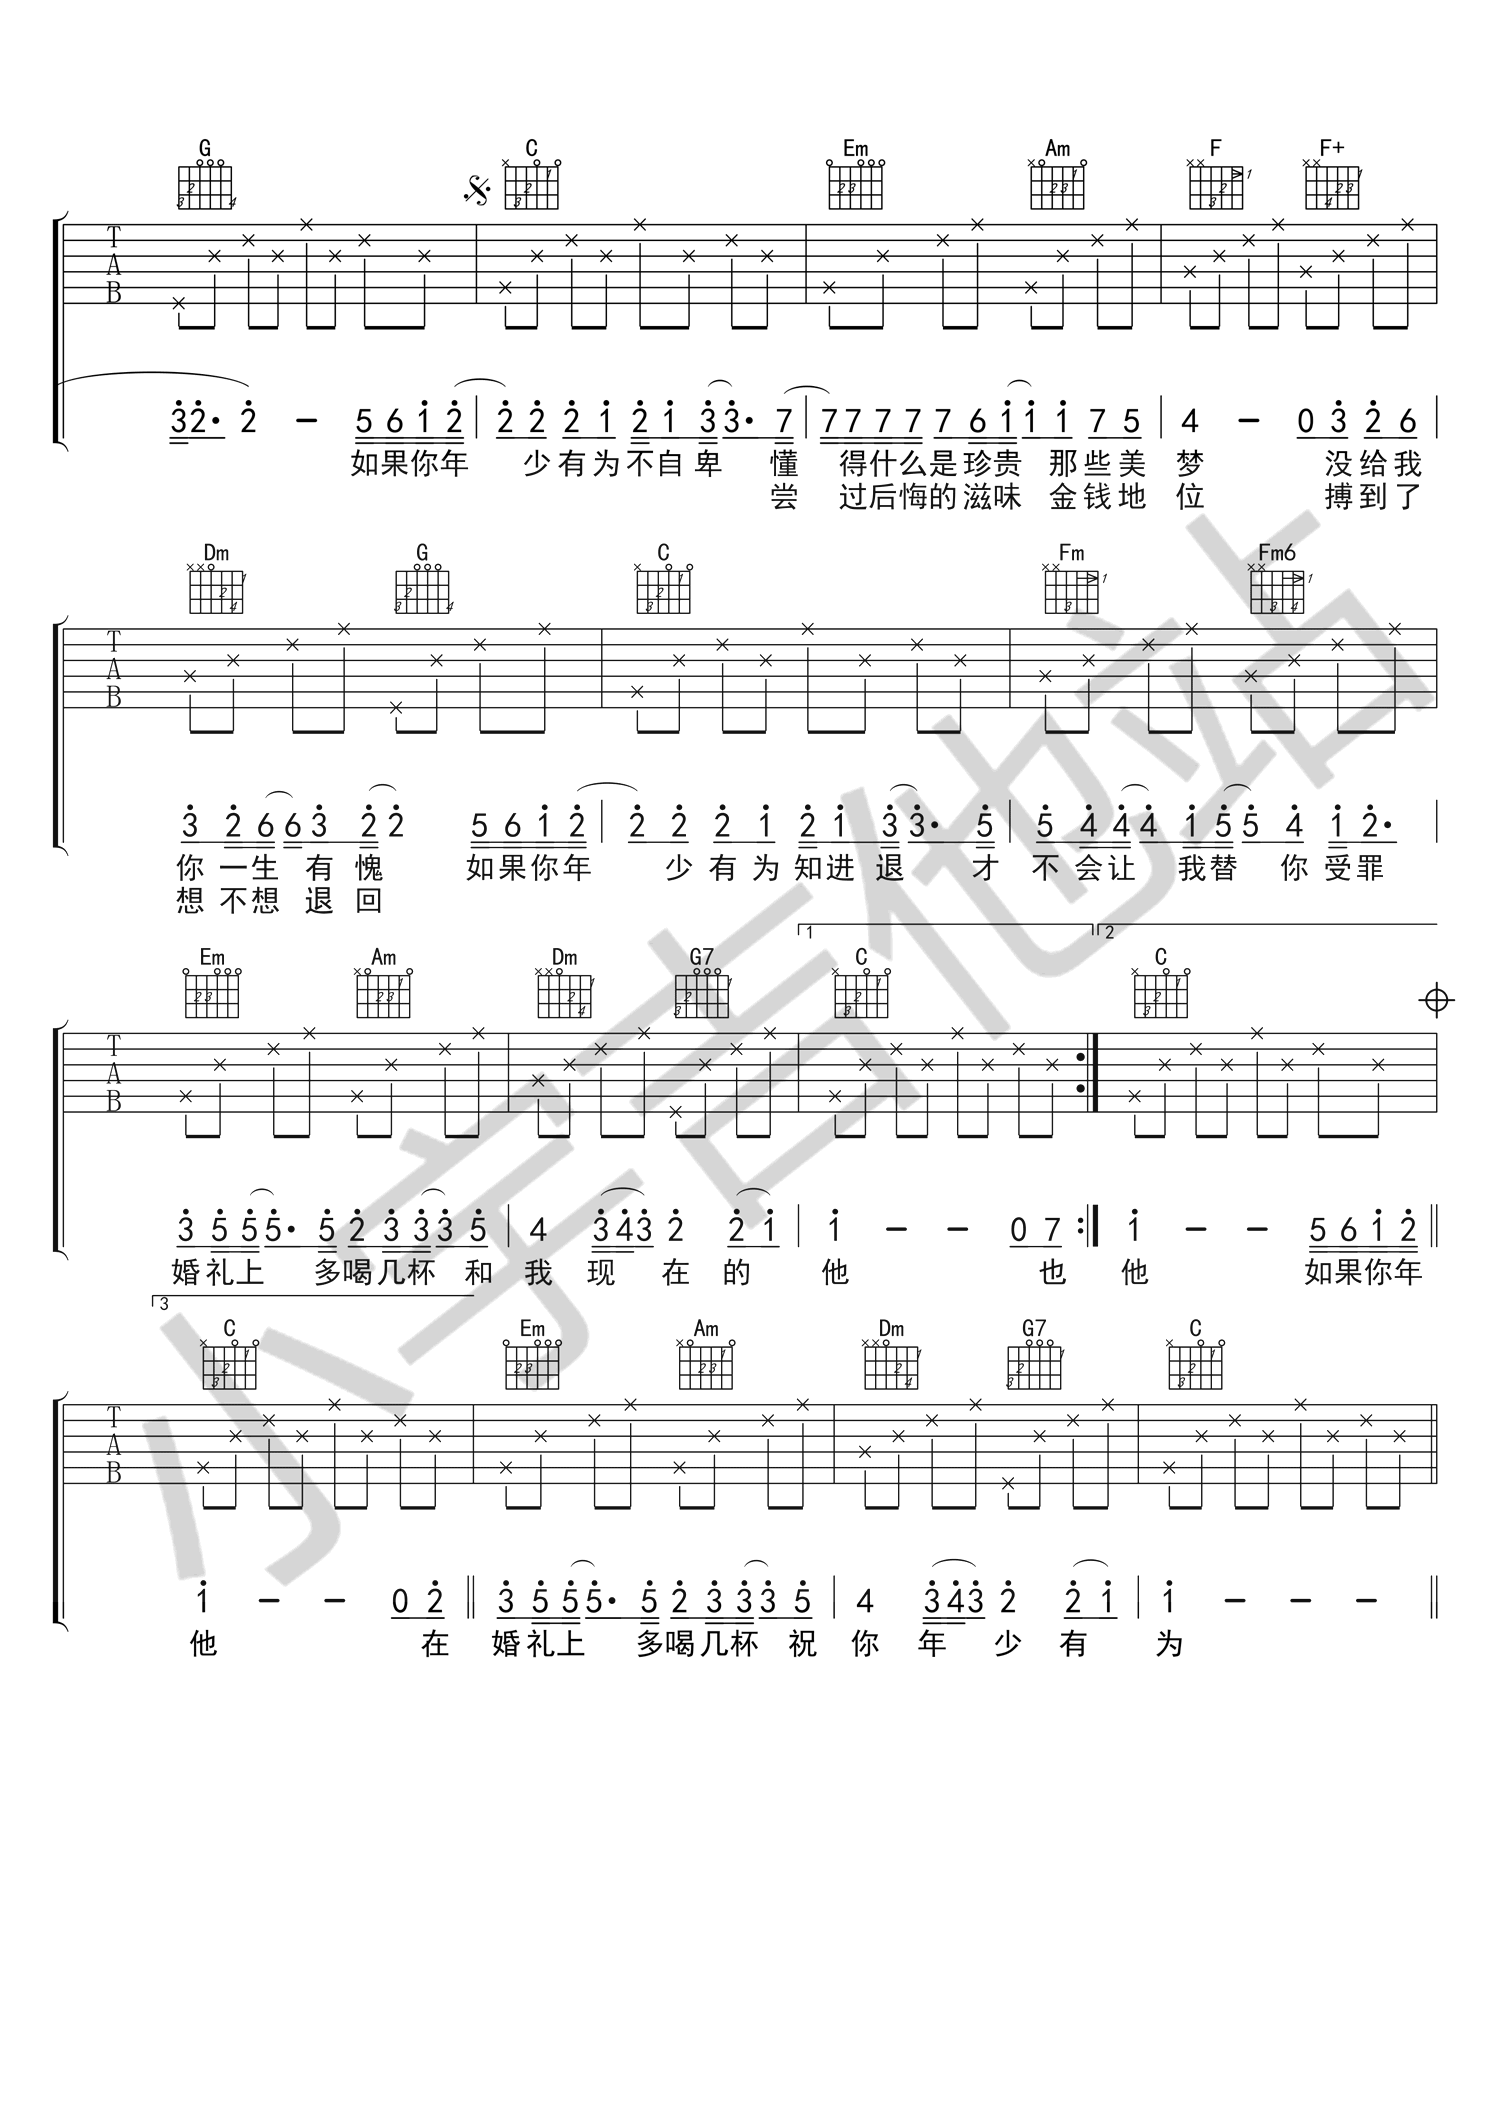 G C Em Am F F+
T A B
3 2· 2 - 5 6 1 2 | 2 2 2 1 2 1 3 3· 7 | 7 7 7 7 7 6 1 1 1 7 5 | 4 - 0 3 2 6 |
如果你年 少有为不自卑 懂 得什么是珍贵 那些美 梦 没给我
尝 过后悔的滋味 金钱地 位 搏到了
Dm G C Fm Fm6
T A B
3 2 6 6 3 2 2 5 6 1 2 | 2 2 2 1 2 1 3 3· 5 | 5 4 4 4 1 5 5 4 1 2· |
你一生 有愧 如果你年 少有为知进退 才 不会让 我替 你受罪
想不想 退回
1 2
Em Am Dm G7 C C
T A B
3 5 5 5· 5 2 3 3 3 5 | 4 3 4 3 2 2 1 | 1 - - 0 7 :| 1 - - 5 6 1 2 ||
婚礼上 多喝几杯 和 我 现 在 的 他 也 他 如果你年
3
C Em Am Dm G7 C
T A B
1 - - 0 2 || 3 5 5 5· 5 2 3 3 3 5 | 4 3 4 3 2 2 1 | 1 - - - ||
他 在 婚礼上 多喝几杯 祝 你 年 少 有 为
小宇吉他站